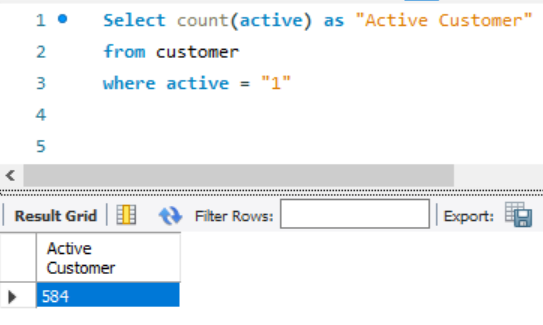 1 Select count(active) as "Active Customer"
2 from customer
3 where active = "1"
4
5
Result Grid Filter Rows: Export:
Active
Customer
584